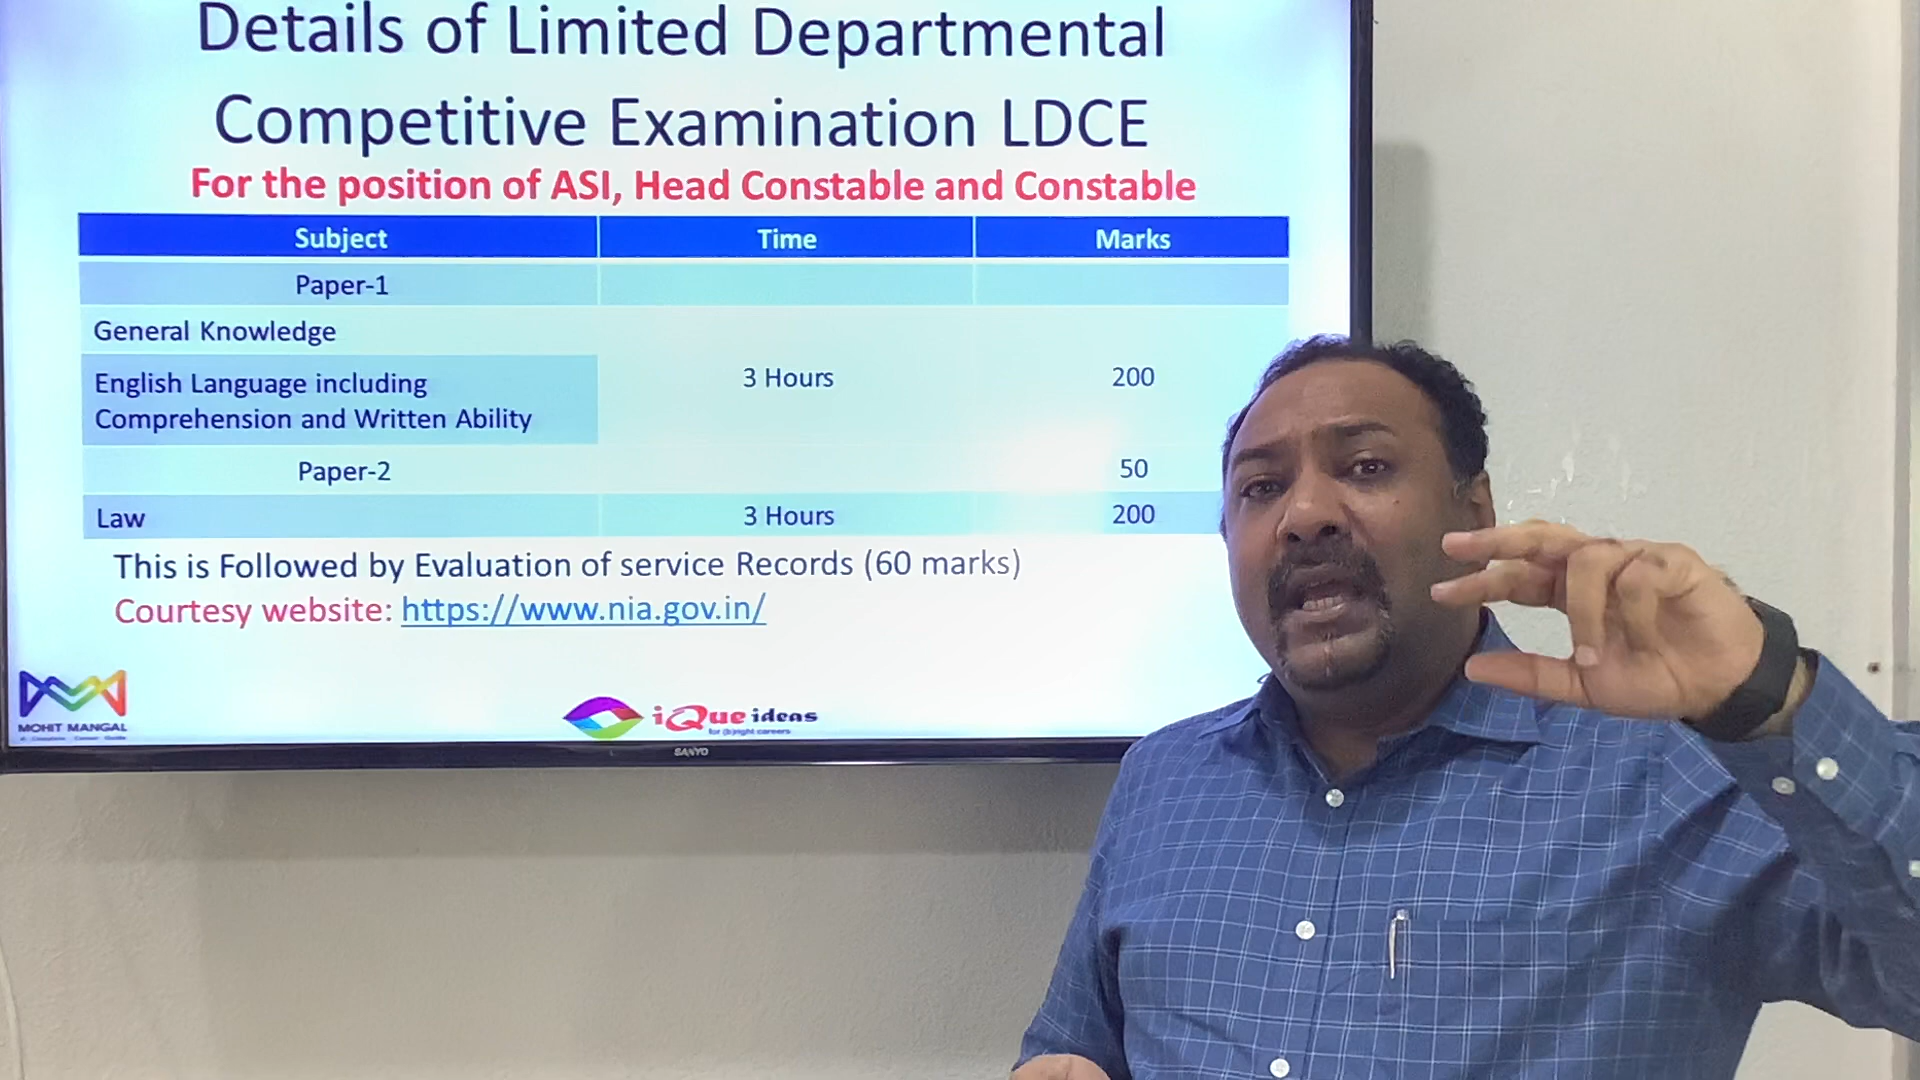 Details of Limited Departmental
Competitive Examination LDCE
For the position of ASI, Head Constable and Constable
Subject Time Marks
Paper-1
General Knowledge
English Language including
Comprehension and Written Ability
3 Hours 200
Paper-2 50
Law 3 Hours 200
This is Followed by Evaluation of service Records (60 marks)
Courtesy website: https://www.nia.gov.in/
MOHIT MANGAL
iQue ideas
for (b)right careers
SANYO